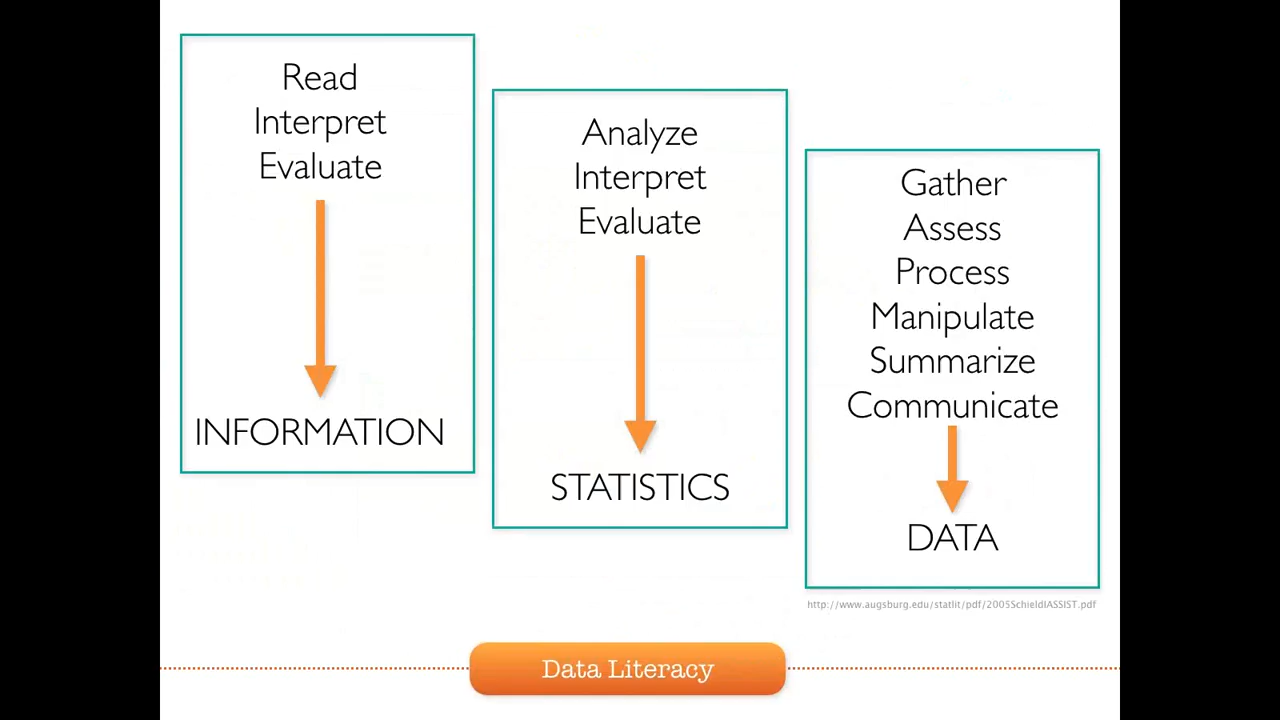 Read
Interpret
Evaluate
INFORMATION
Analyze
Interpret
Evaluate
STATISTICS
Gather
Assess
Process
Manipulate
Summarize
Communicate
DATA
http://www.augsburg.edu/statlit/pdf/2005SchieldIASSIST.pdf
Data Literacy